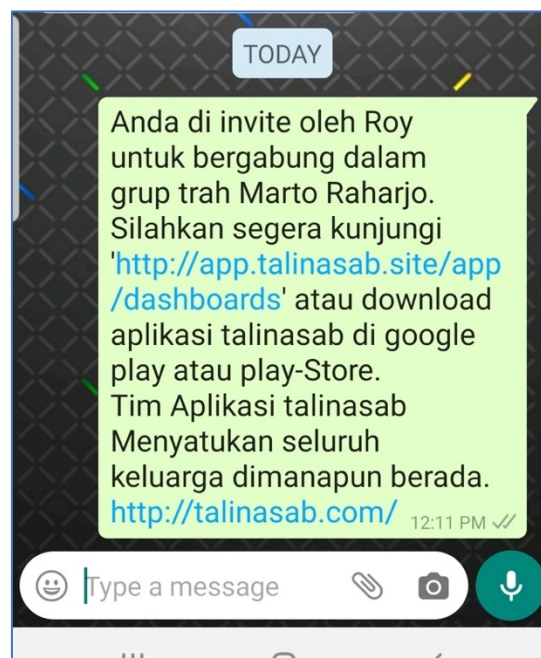 TODAY
Anda di invite oleh Roy
untuk bergabung dalam
grup trah Marto Raharjo.
Silahkan segera kunjungi
'http://app.talinasab.site/app
/dashboards' atau download
aplikasi talinasab di google
play atau play-Store.
Tim Aplikasi talinasab
Menyatukan seluruh
keluarga dimanapun berada.
http://talinasab.com/ 12:11 PM
Type a message